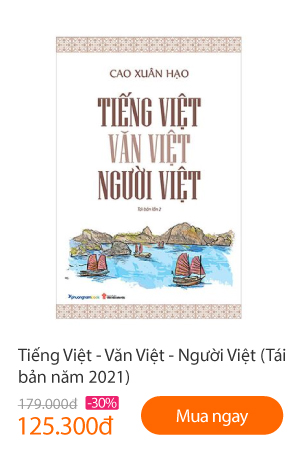 CAO XUÂN HẠO
TIẾNG VIỆT
VĂN VIỆT
NGƯỜI VIỆT
Tái bản lần 2
Tiếng Việt - Văn Việt - Người Việt (Tái
bản năm 2021)
179.000đ -30%
125.300đ
Mua ngay